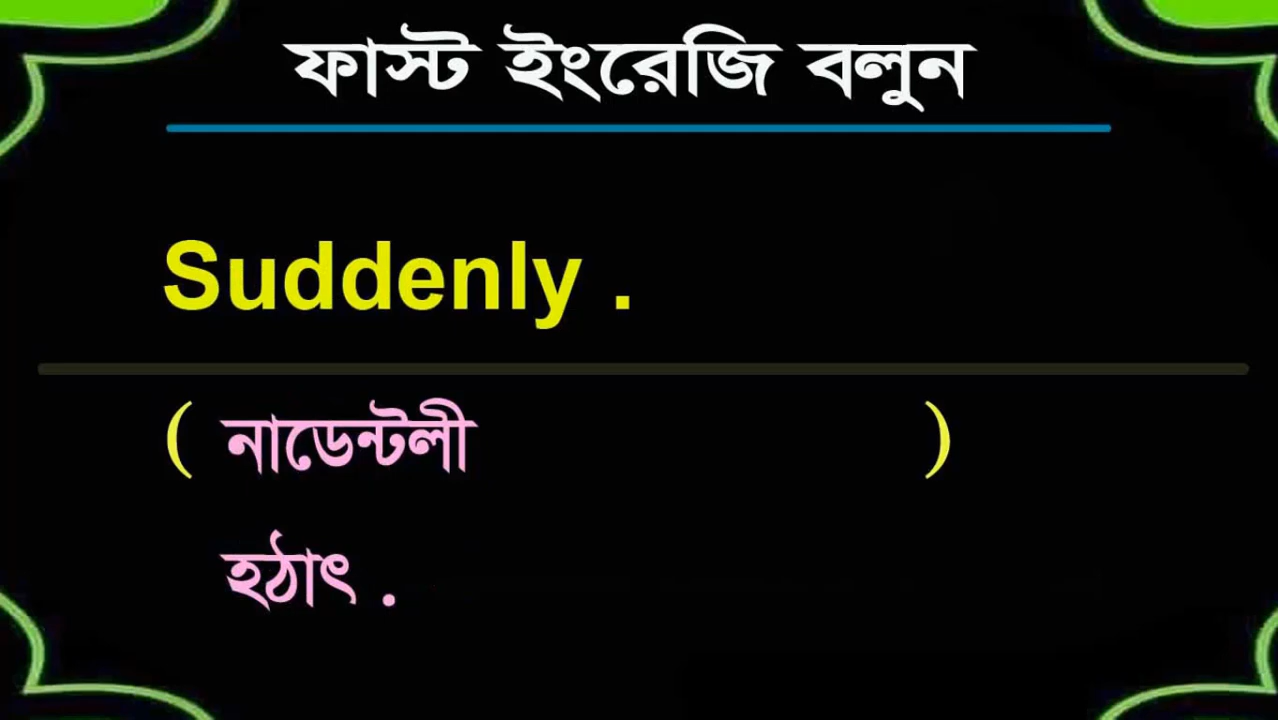 ফাস্ট ইংরেজি বলুন
Suddenly .
( নাডেন্টলী )
হঠাৎ .